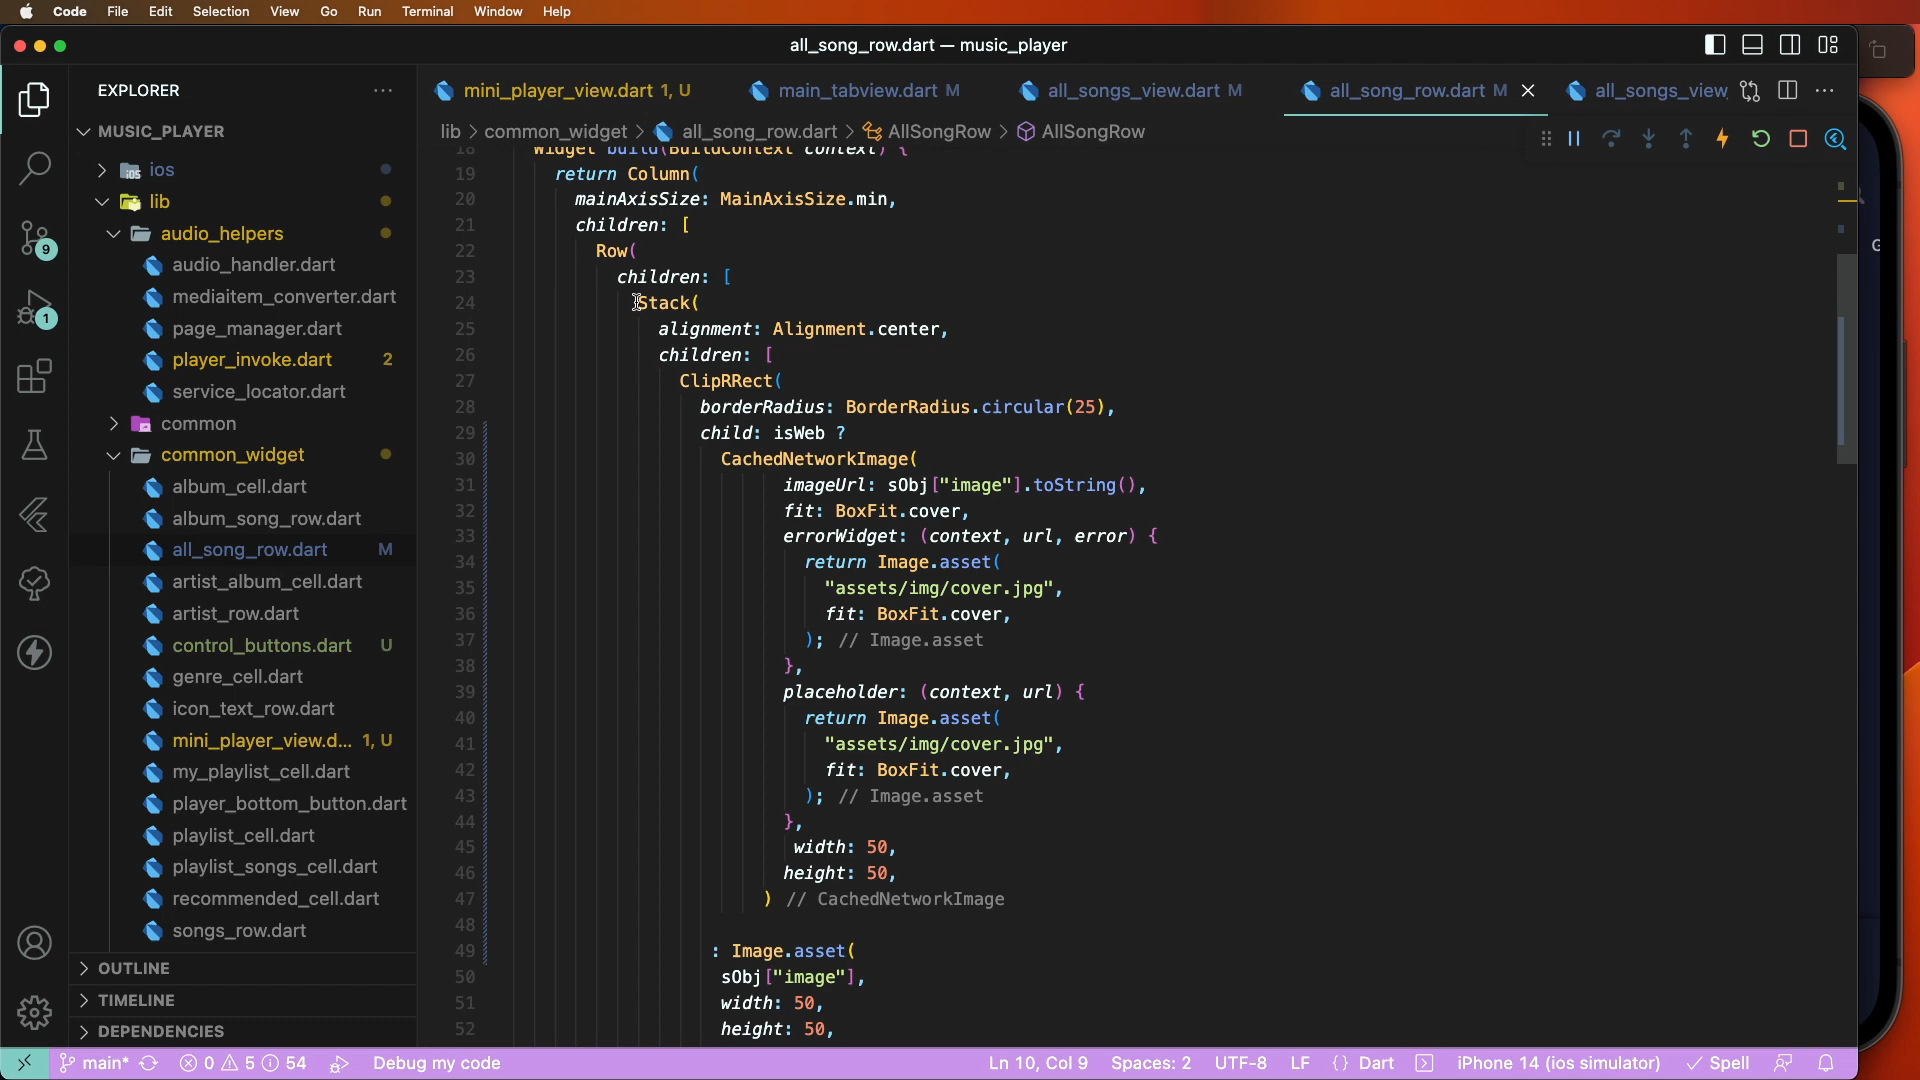 Code File Edit Selection View Go Run Terminal Window Help
all_song_row.dart — music_player
EXPLORER
MUSIC_PLAYER
ios
lib
audio_helpers
audio_handler.dart
mediaitem_converter.dart
page_manager.dart
player_invoke.dart 2
service_locator.dart
common
common_widget
album_cell.dart
album_song_row.dart
all_song_row.dart M
artist_album_cell.dart
artist_row.dart
control_buttons.dart U
genre_cell.dart
icon_text_row.dart
mini_player_view.d... 1, U
my_playlist_cell.dart
player_bottom_button.dart
playlist_cell.dart
playlist_songs_cell.dart
recommended_cell.dart
songs_row.dart
OUTLINE
TIMELINE
DEPENDENCIES
9
1
mini_player_view.dart 1, U main_tabview.dart M all_songs_view.dart M all_song_row.dart M all_songs_view
lib > common_widget > all_song_row.dart > AllSongRow > AllSongRow
18 Widget build(BuildContext context) {
19 return Column(
20 mainAxisSize: MainAxisSize.min,
21 children: [
22 Row(
23 children: [
24 Stack(
25 alignment: Alignment.center,
26 children: [
27 ClipRRect(
28 borderRadius: BorderRadius.circular(25),
29 child: isWeb ?
30 CachedNetworkImage(
31 imageUrl: sObj["image"].toString(),
32 fit: BoxFit.cover,
33 errorWidget: (context, url, error) {
34 return Image.asset(
35 "assets/img/cover.jpg",
36 fit: BoxFit.cover,
37 ); // Image.asset
38 },
39 placeholder: (context, url) {
40 return Image.asset(
41 "assets/img/cover.jpg",
42 fit: BoxFit.cover,
43 ); // Image.asset
44 },
45 width: 50,
46 height: 50,
47 ) // CachedNetworkImage
48
49 : Image.asset(
50 sObj["image"],
51 width: 50,
52 height: 50,
G
main* 0 5 54 Debug my code Ln 10, Col 9 Spaces: 2 UTF-8 LF {} Dart iPhone 14 (ios simulator) Spell